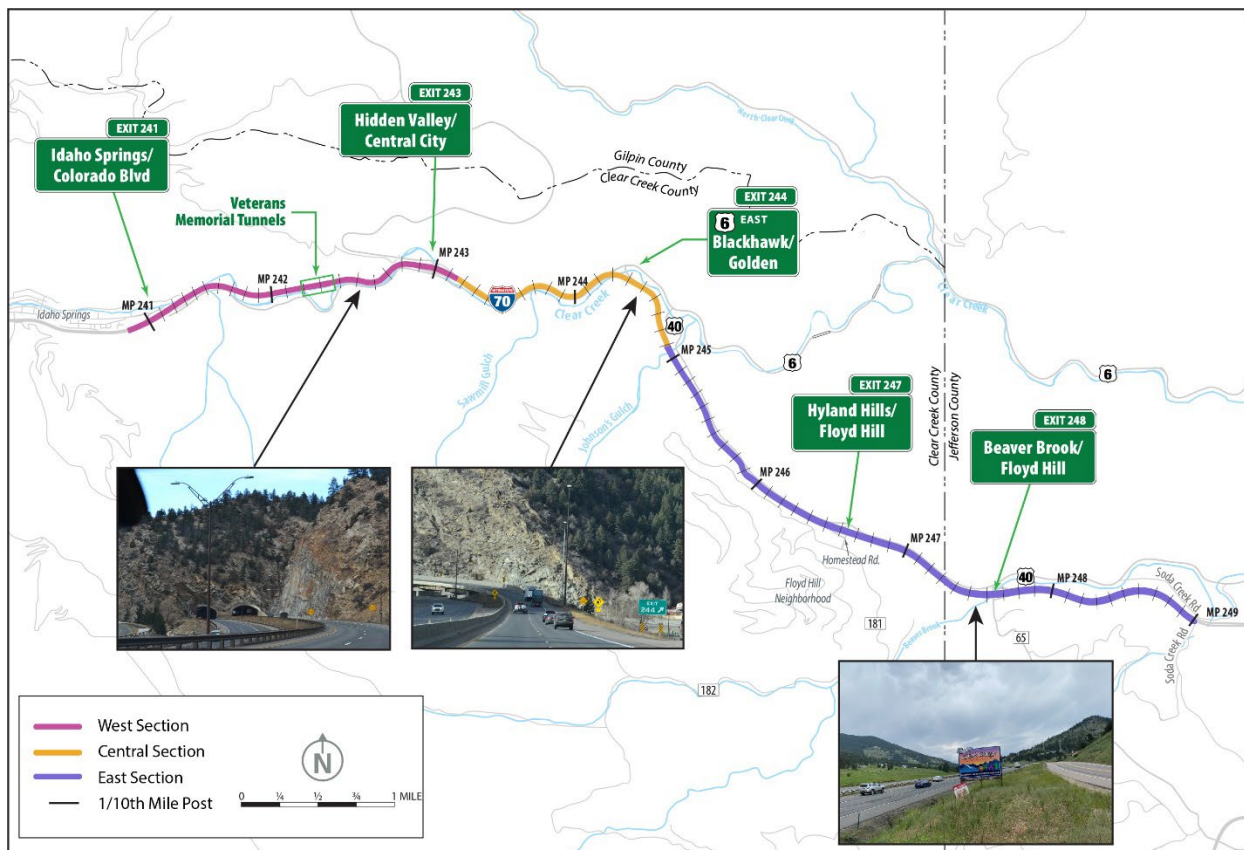 EXIT 241
Idaho Springs/
Colorado Blvd
Veterans
Memorial Tunnels
EXIT 243
Hidden Valley/
Central City
Gilpin County
Clear Creek County
North Clear Creek
EXIT 244
6 EAST
Blackhawk/
Golden
MP 241
MP 242
MP 243
MP 244
INTERSTATE
70
Clear Creek
Clear Creek
Idaho Springs
Sawmill Gulch
Johnson's Gulch
40
MP 245
6
6
EXIT 247
Hyland Hills/
Floyd Hill
Clear Creek County
Jefferson County
EXIT 248
Beaver Brook/
Floyd Hill
MP 246
MP 247
Homestead Rd.
Floyd Hill
Neighborhood
40
MP 248
Soda Creek Rd
MP 249
Soda Creek Rd
181
Beaver Brook
65
182
EXIT
244
West Section
Central Section
East Section
1/10th Mile Post
N
0 ¼ ½ ¾ 1 MILE